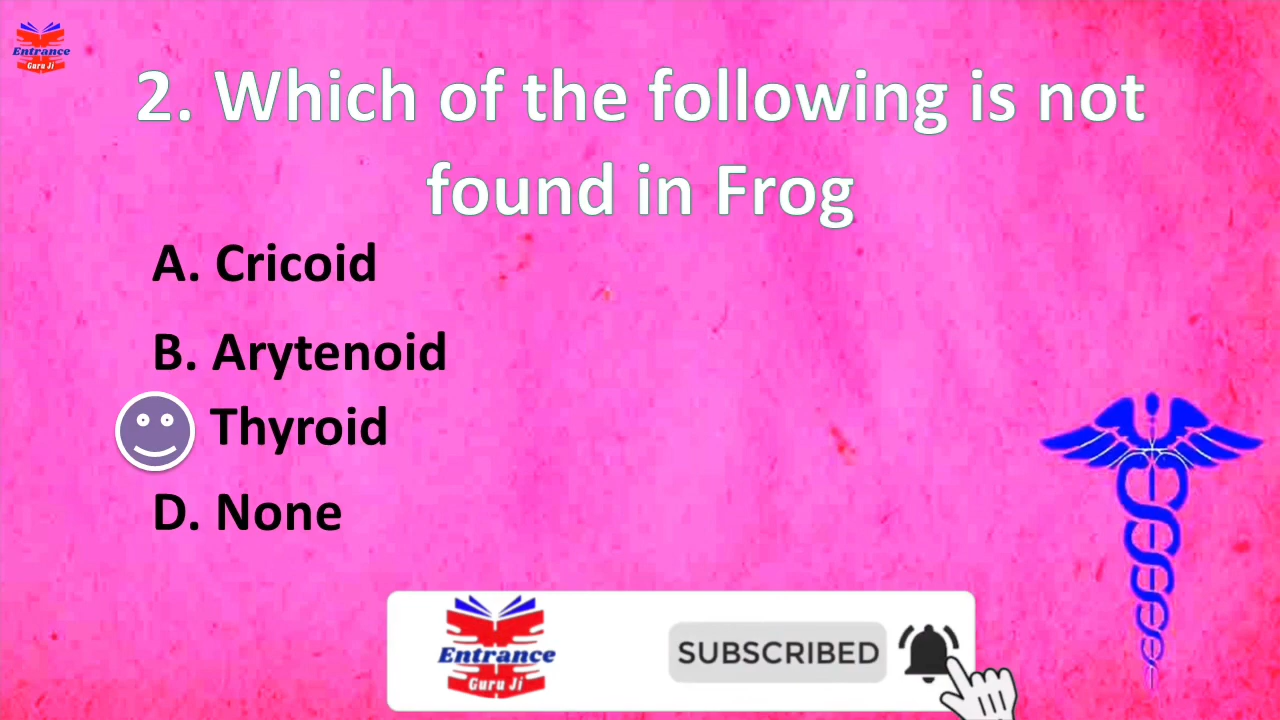 Entrance
Guru Ji
2. Which of the following is not
found in Frog
A. Cricoid
B. Arytenoid
Thyroid
D. None
Entrance
Guru Ji
SUBSCRIBED